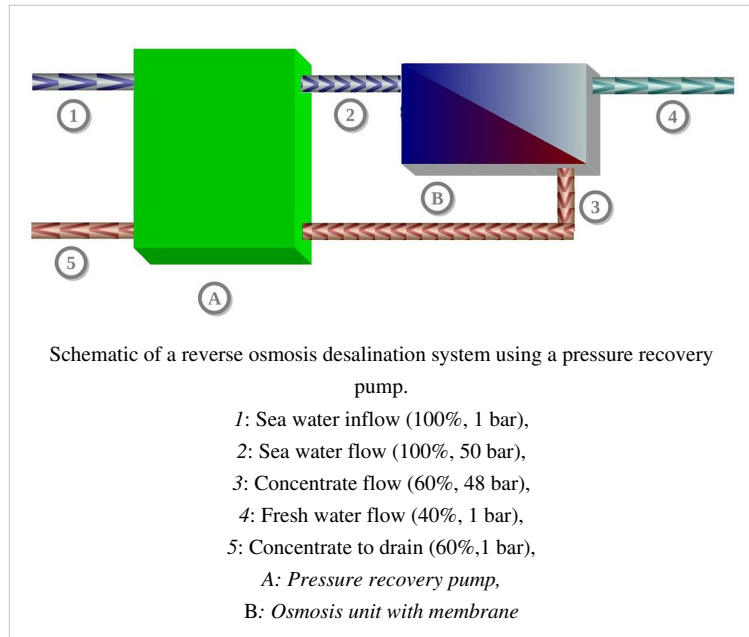 1
2
4
B
3
5
A
Schematic of a reverse osmosis desalination system using a pressure recovery
pump.
1: Sea water inflow (100%, 1 bar),
2: Sea water flow (100%, 50 bar),
3: Concentrate flow (60%, 48 bar),
4: Fresh water flow (40%, 1 bar),
5: Concentrate to drain (60%,1 bar),
A: Pressure recovery pump,
B: Osmosis unit with membrane